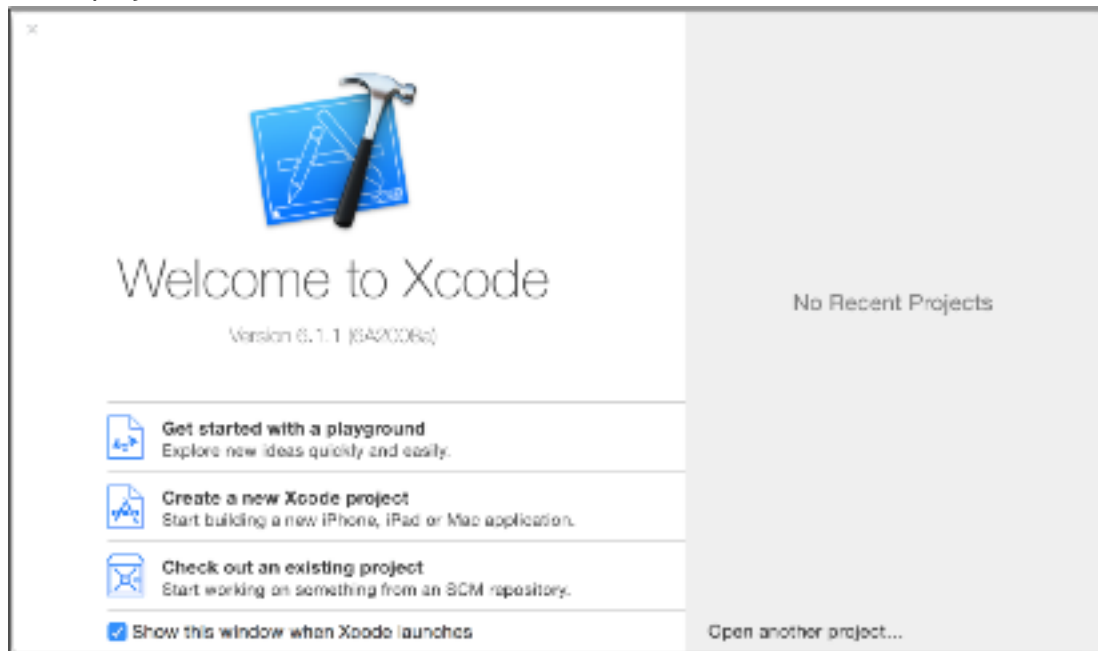 Welcome to Xcode
Version 6.1.1 (6A2008a)
No Recent Projects
Get started with a playground
Explore new ideas quickly and easily.
Create a new Xcode project
Start building a new iPhone, iPad or Mac application.
Check out an existing project
Start working on something from an SCM repository.
Show this window when Xcode launches
Open another project...